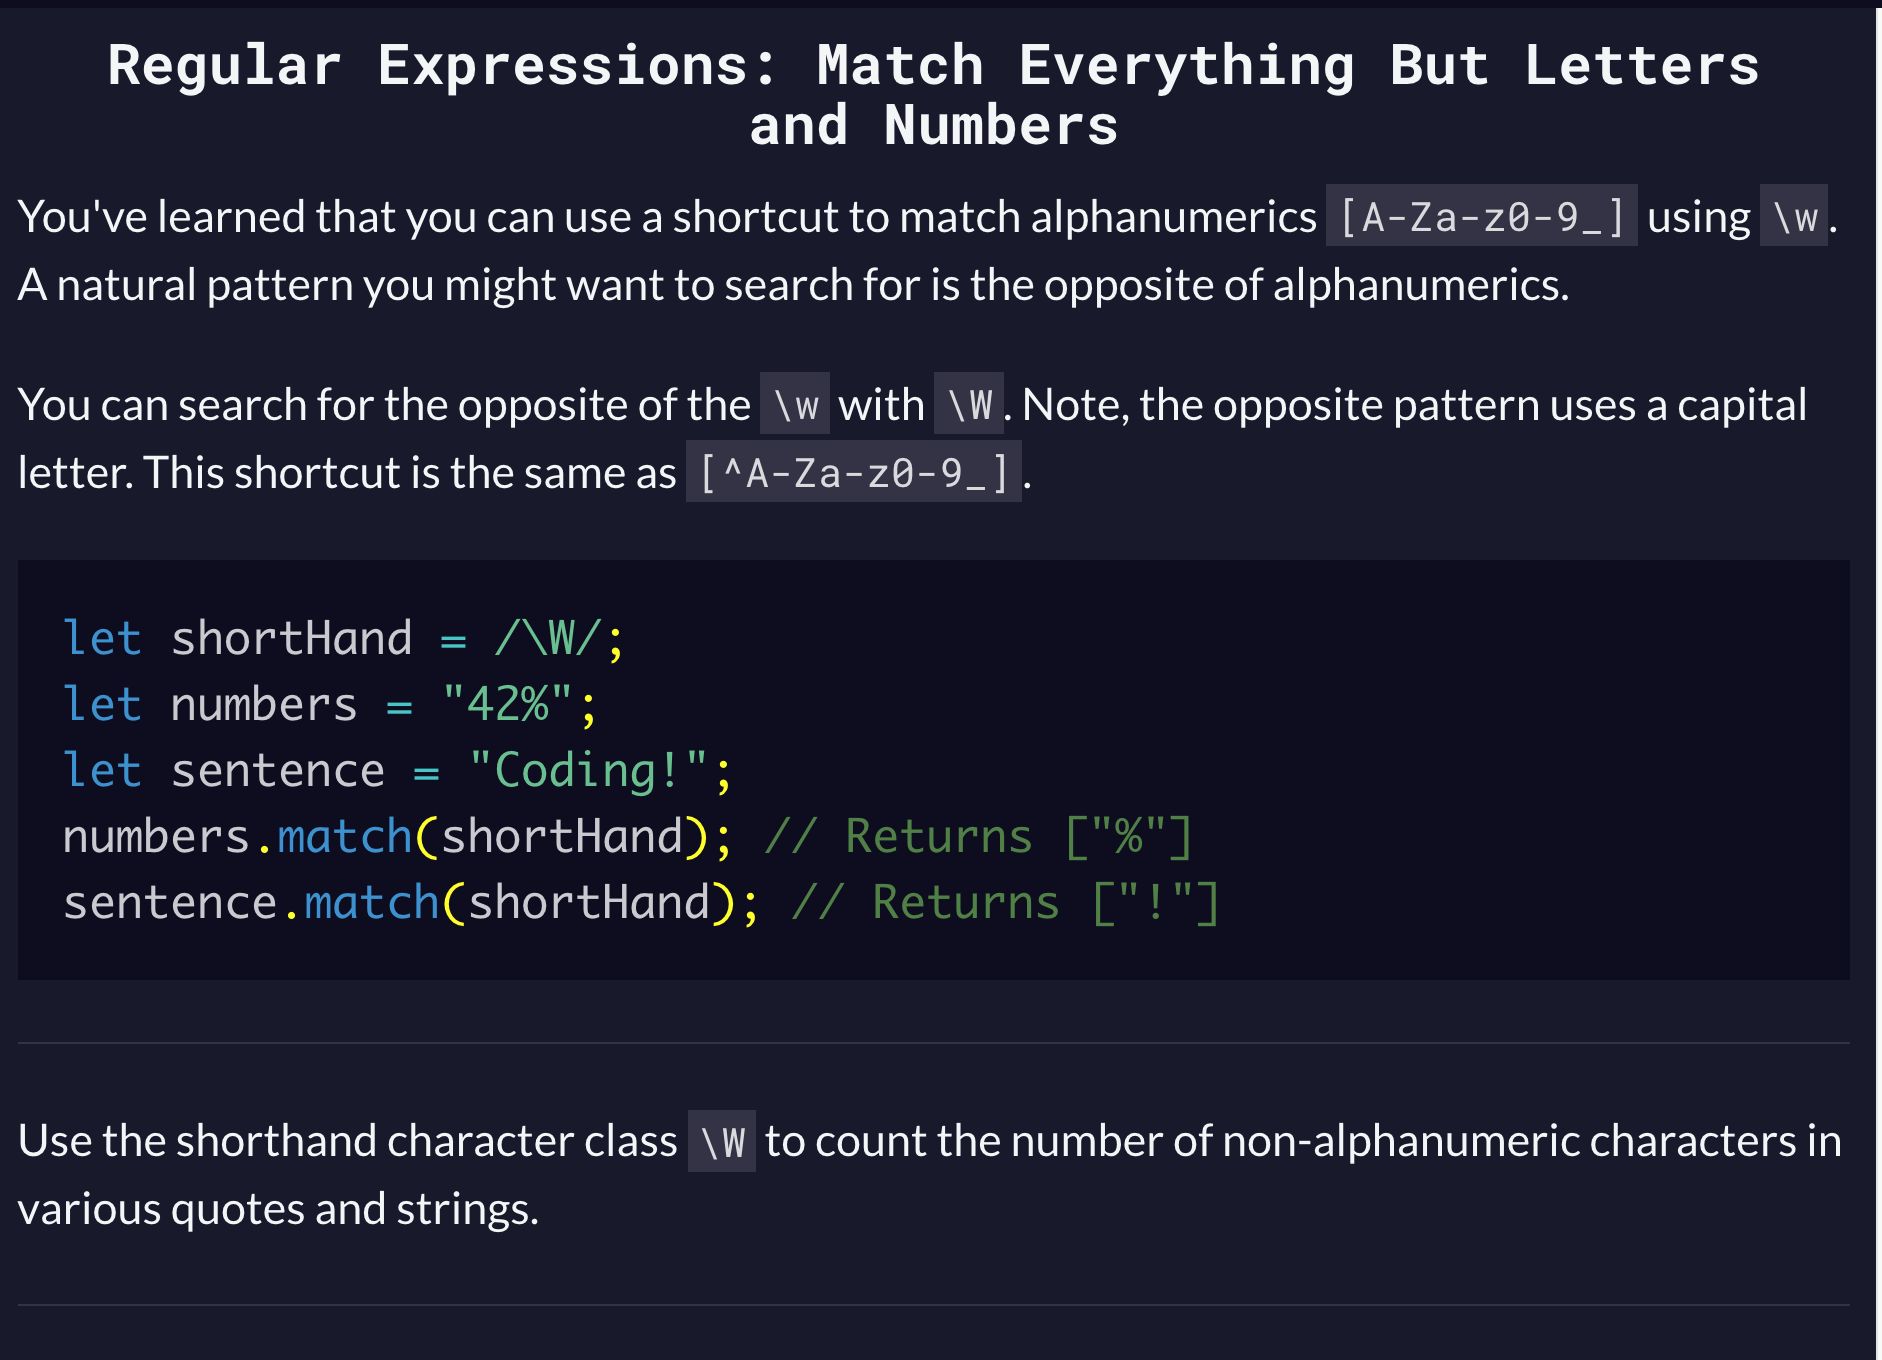 Regular Expressions: Match Everything But Letters
and Numbers
You've learned that you can use a shortcut to match alphanumerics [A-Za-z0-9_] using \w.
A natural pattern you might want to search for is the opposite of alphanumerics.
You can search for the opposite of the \w with \W. Note, the opposite pattern uses a capital
letter. This shortcut is the same as [^A-Za-z0-9_].
let shortHand = /\W/;
let numbers = "42%";
let sentence = "Coding!";
numbers.match(shortHand); // Returns ["%"]
sentence.match(shortHand); // Returns ["!"]
Use the shorthand character class \W to count the number of non-alphanumeric characters in
various quotes and strings.